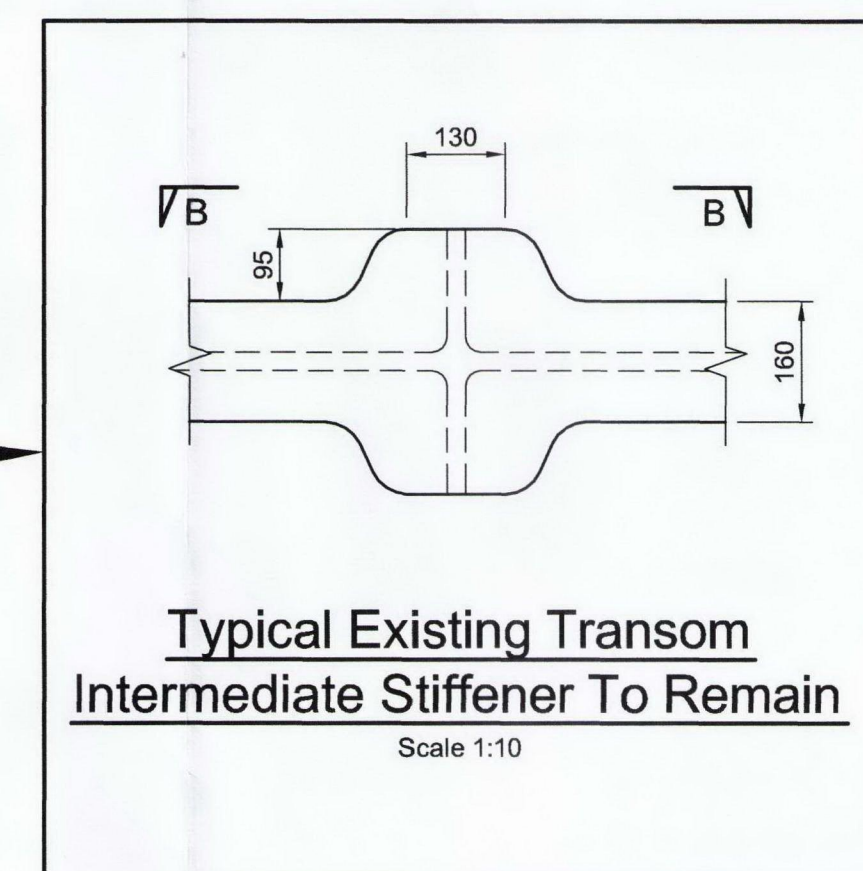 130
B
B
95
160
Typical Existing Transom
Intermediate Stiffener To Remain
Scale 1:10